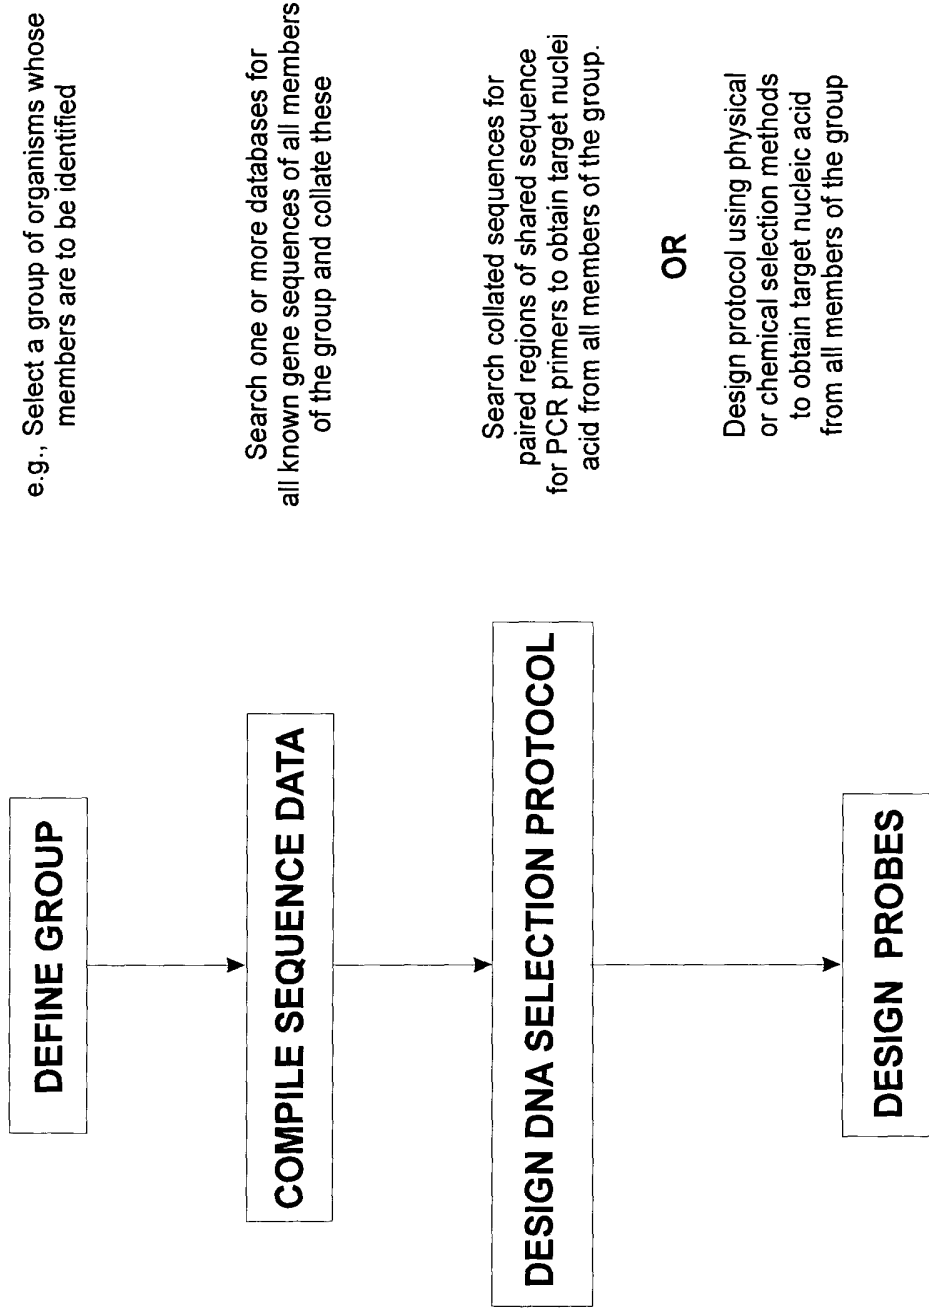 DEFINE GROUP
e.g., Select a group of organisms whose
members are to be identified
COMPILE SEQUENCE DATA
Search one or more databases for
all known gene sequences of all members
of the group and collate these
DESIGN DNA SELECTION PROTOCOL
Search collated sequences for
paired regions of shared sequence
for PCR primers to obtain target nuclei
acid from all members of the group.
OR
Design protocol using physical
or chemical selection methods
to obtain target nucleic acid
from all members of the group
DESIGN PROBES